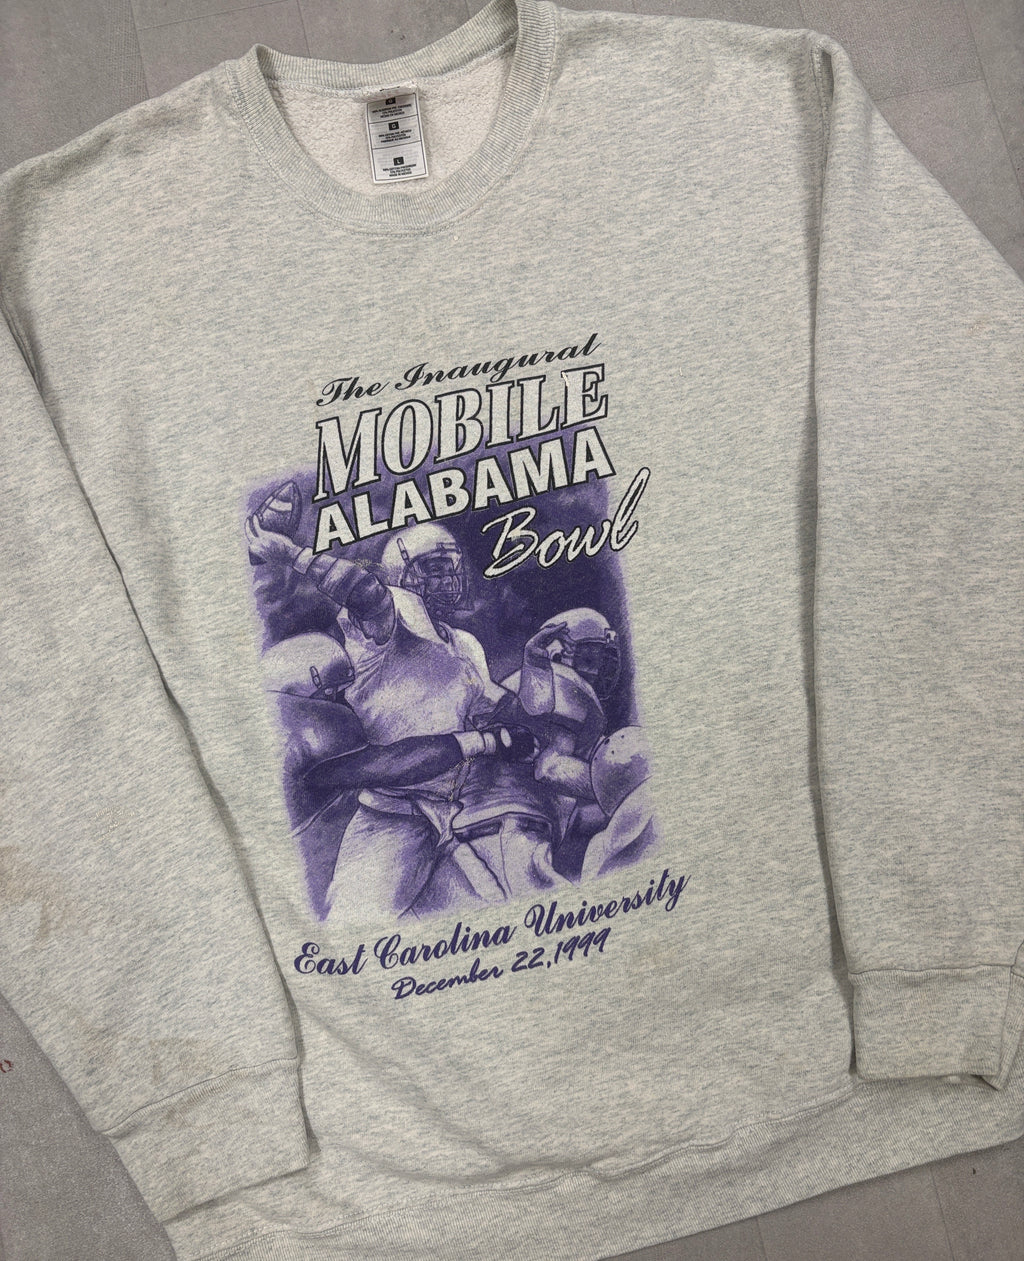 L
The Inaugural
MOBILE
ALABAMA
Bowl
East Carolina University
December 22, 1999